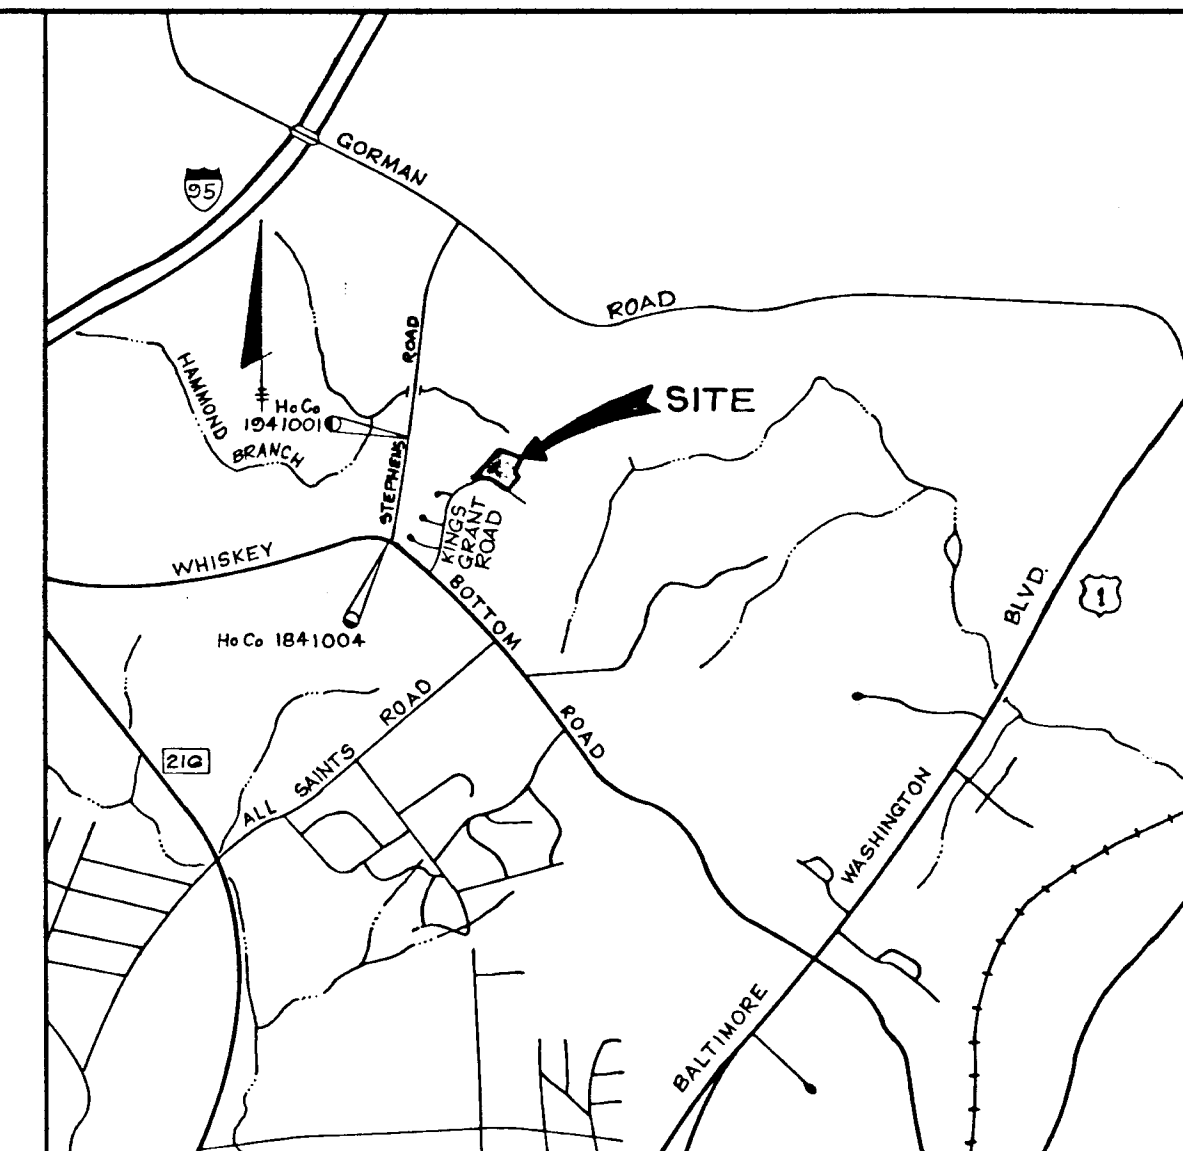 GORMAN
95
ROAD
ROAD
HAMMOND
BRANCH
HoCo
1941001
SITE
STEPHENS
KINGS
GRANT
ROAD
WHISKEY
BOTTOM
ROAD
BLVD.
1
HoCo 1841004
ROAD
SAINTS
ALL
216
WASHINGTON
BALTIMORE